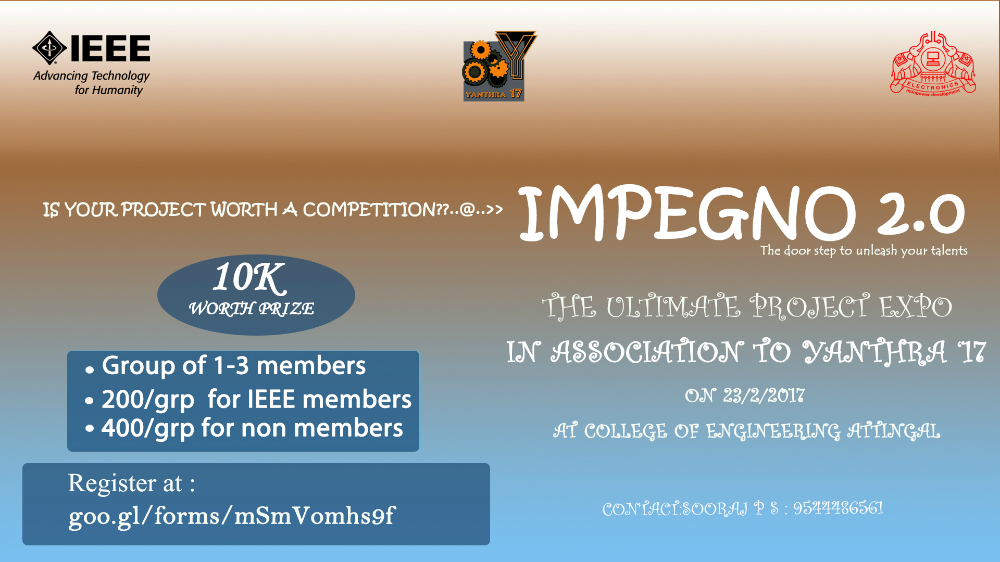 IEEE
Advancing Technology
for Humanity
Y
YANTHRA 17
ELECTRONICS
manpower development
IS YOUR PROJECT WORTH A COMPETITION??..@..>>
IMPEGNO 2.0
The door step to unleash your talents
10K
WORTH PRIZE
• Group of 1-3 members
• 200/grp for IEEE members
• 400/grp for non members
Register at :
goo.gl/forms/mSmVomhs9f
THE ULTIMATE PROJECT EXPO
IN ASSOCIATION TO YANTHRA '17
ON 23/2/2017
AT COLLEGE OF ENGINEERING ATTINGAL
CONTACT:SOORAJ P S : 9544486561